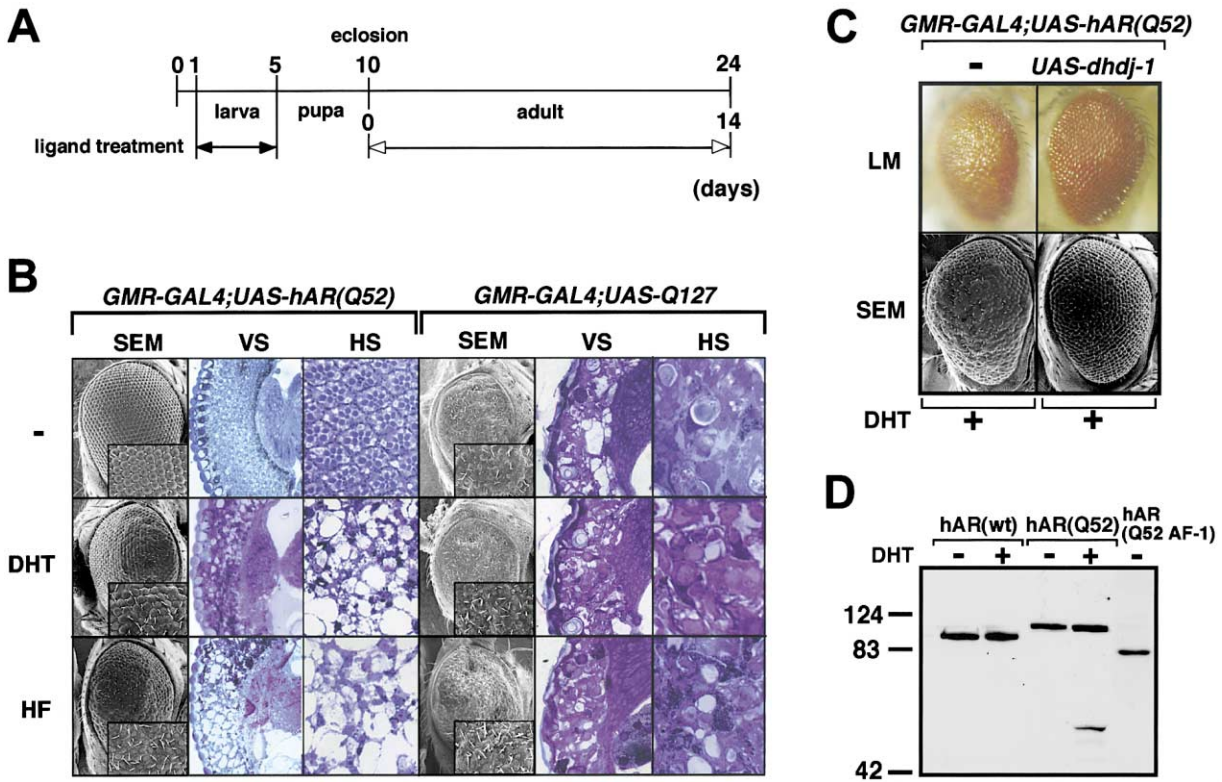 A
eclosion
0 1 5 10 24
larva pupa adult
0 14
ligand treatment
(days)
B
GMR-GAL4;UAS-hAR(Q52) GMR-GAL4;UAS-Q127
SEM VS HS SEM VS HS
-
DHT
HF
C
GMR-GAL4;UAS-hAR(Q52)
- UAS-dhdj-1
LM
SEM
DHT + +
D
hAR(wt) hAR(Q52) hAR
(Q52 AF-1)
DHT - + - + -
124
83
42